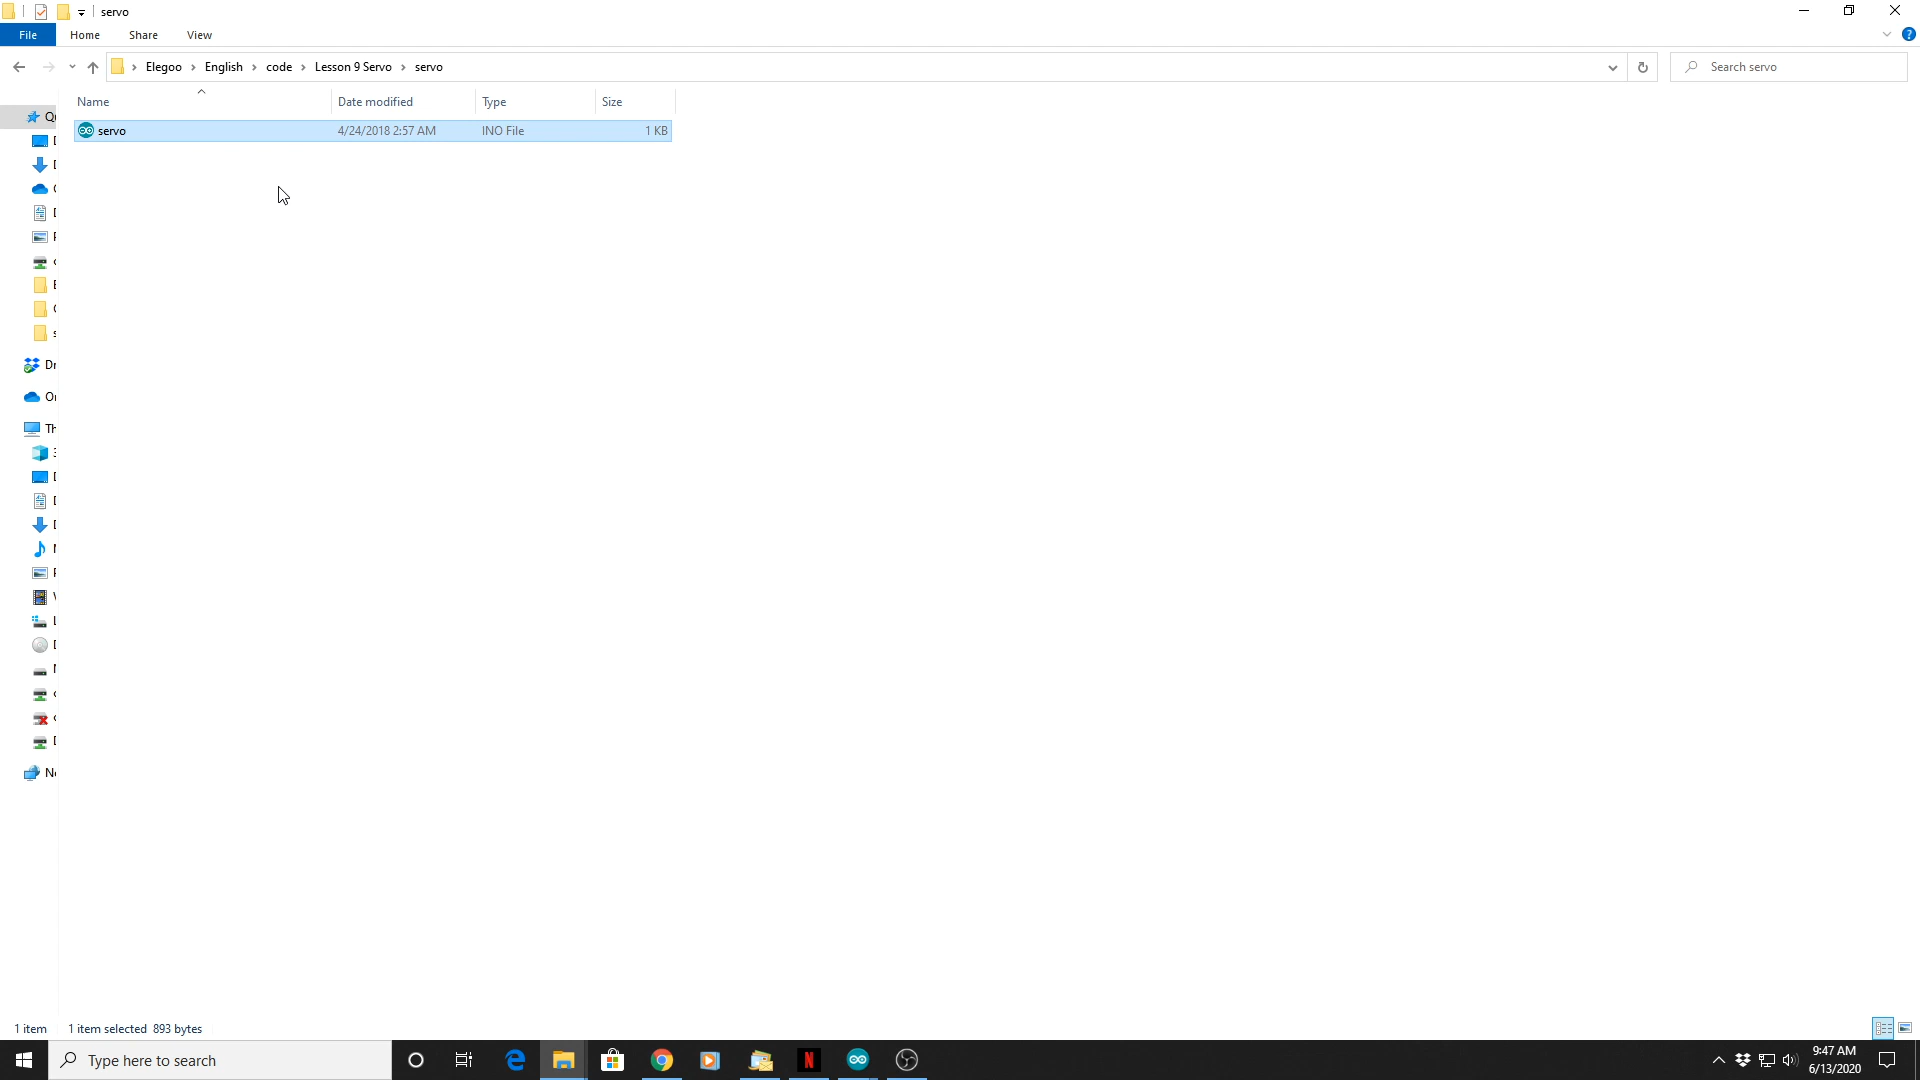 servo
File Home Share View
Elegoo English code Lesson 9 Servo servo
Search servo
Name Date modified Type Size
servo 4/24/2018 2:57 AM INO File 1 KB
1 item 1 item selected 893 bytes
Type here to search
9:47 AM
6/13/2020